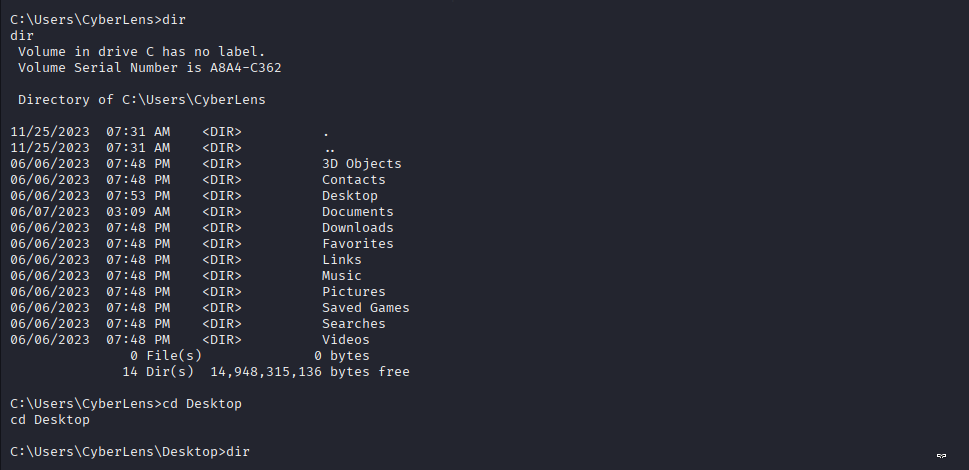 C:\Users\CyberLens>dir
dir
 Volume in drive C has no label.
 Volume Serial Number is A8A4-C362

 Directory of C:\Users\CyberLens

11/25/2023  07:31 AM    <DIR>          .
11/25/2023  07:31 AM    <DIR>          ..
06/06/2023  07:48 PM    <DIR>          3D Objects
06/06/2023  07:48 PM    <DIR>          Contacts
06/06/2023  07:53 PM    <DIR>          Desktop
06/07/2023  03:09 AM    <DIR>          Documents
06/06/2023  07:48 PM    <DIR>          Downloads
06/06/2023  07:48 PM    <DIR>          Favorites
06/06/2023  07:48 PM    <DIR>          Links
06/06/2023  07:48 PM    <DIR>          Music
06/06/2023  07:48 PM    <DIR>          Pictures
06/06/2023  07:48 PM    <DIR>          Saved Games
06/06/2023  07:48 PM    <DIR>          Searches
06/06/2023  07:48 PM    <DIR>          Videos
               0 File(s)              0 bytes
              14 Dir(s)  14,948,315,136 bytes free

C:\Users\CyberLens>cd Desktop
cd Desktop

C:\Users\CyberLens\Desktop>dir